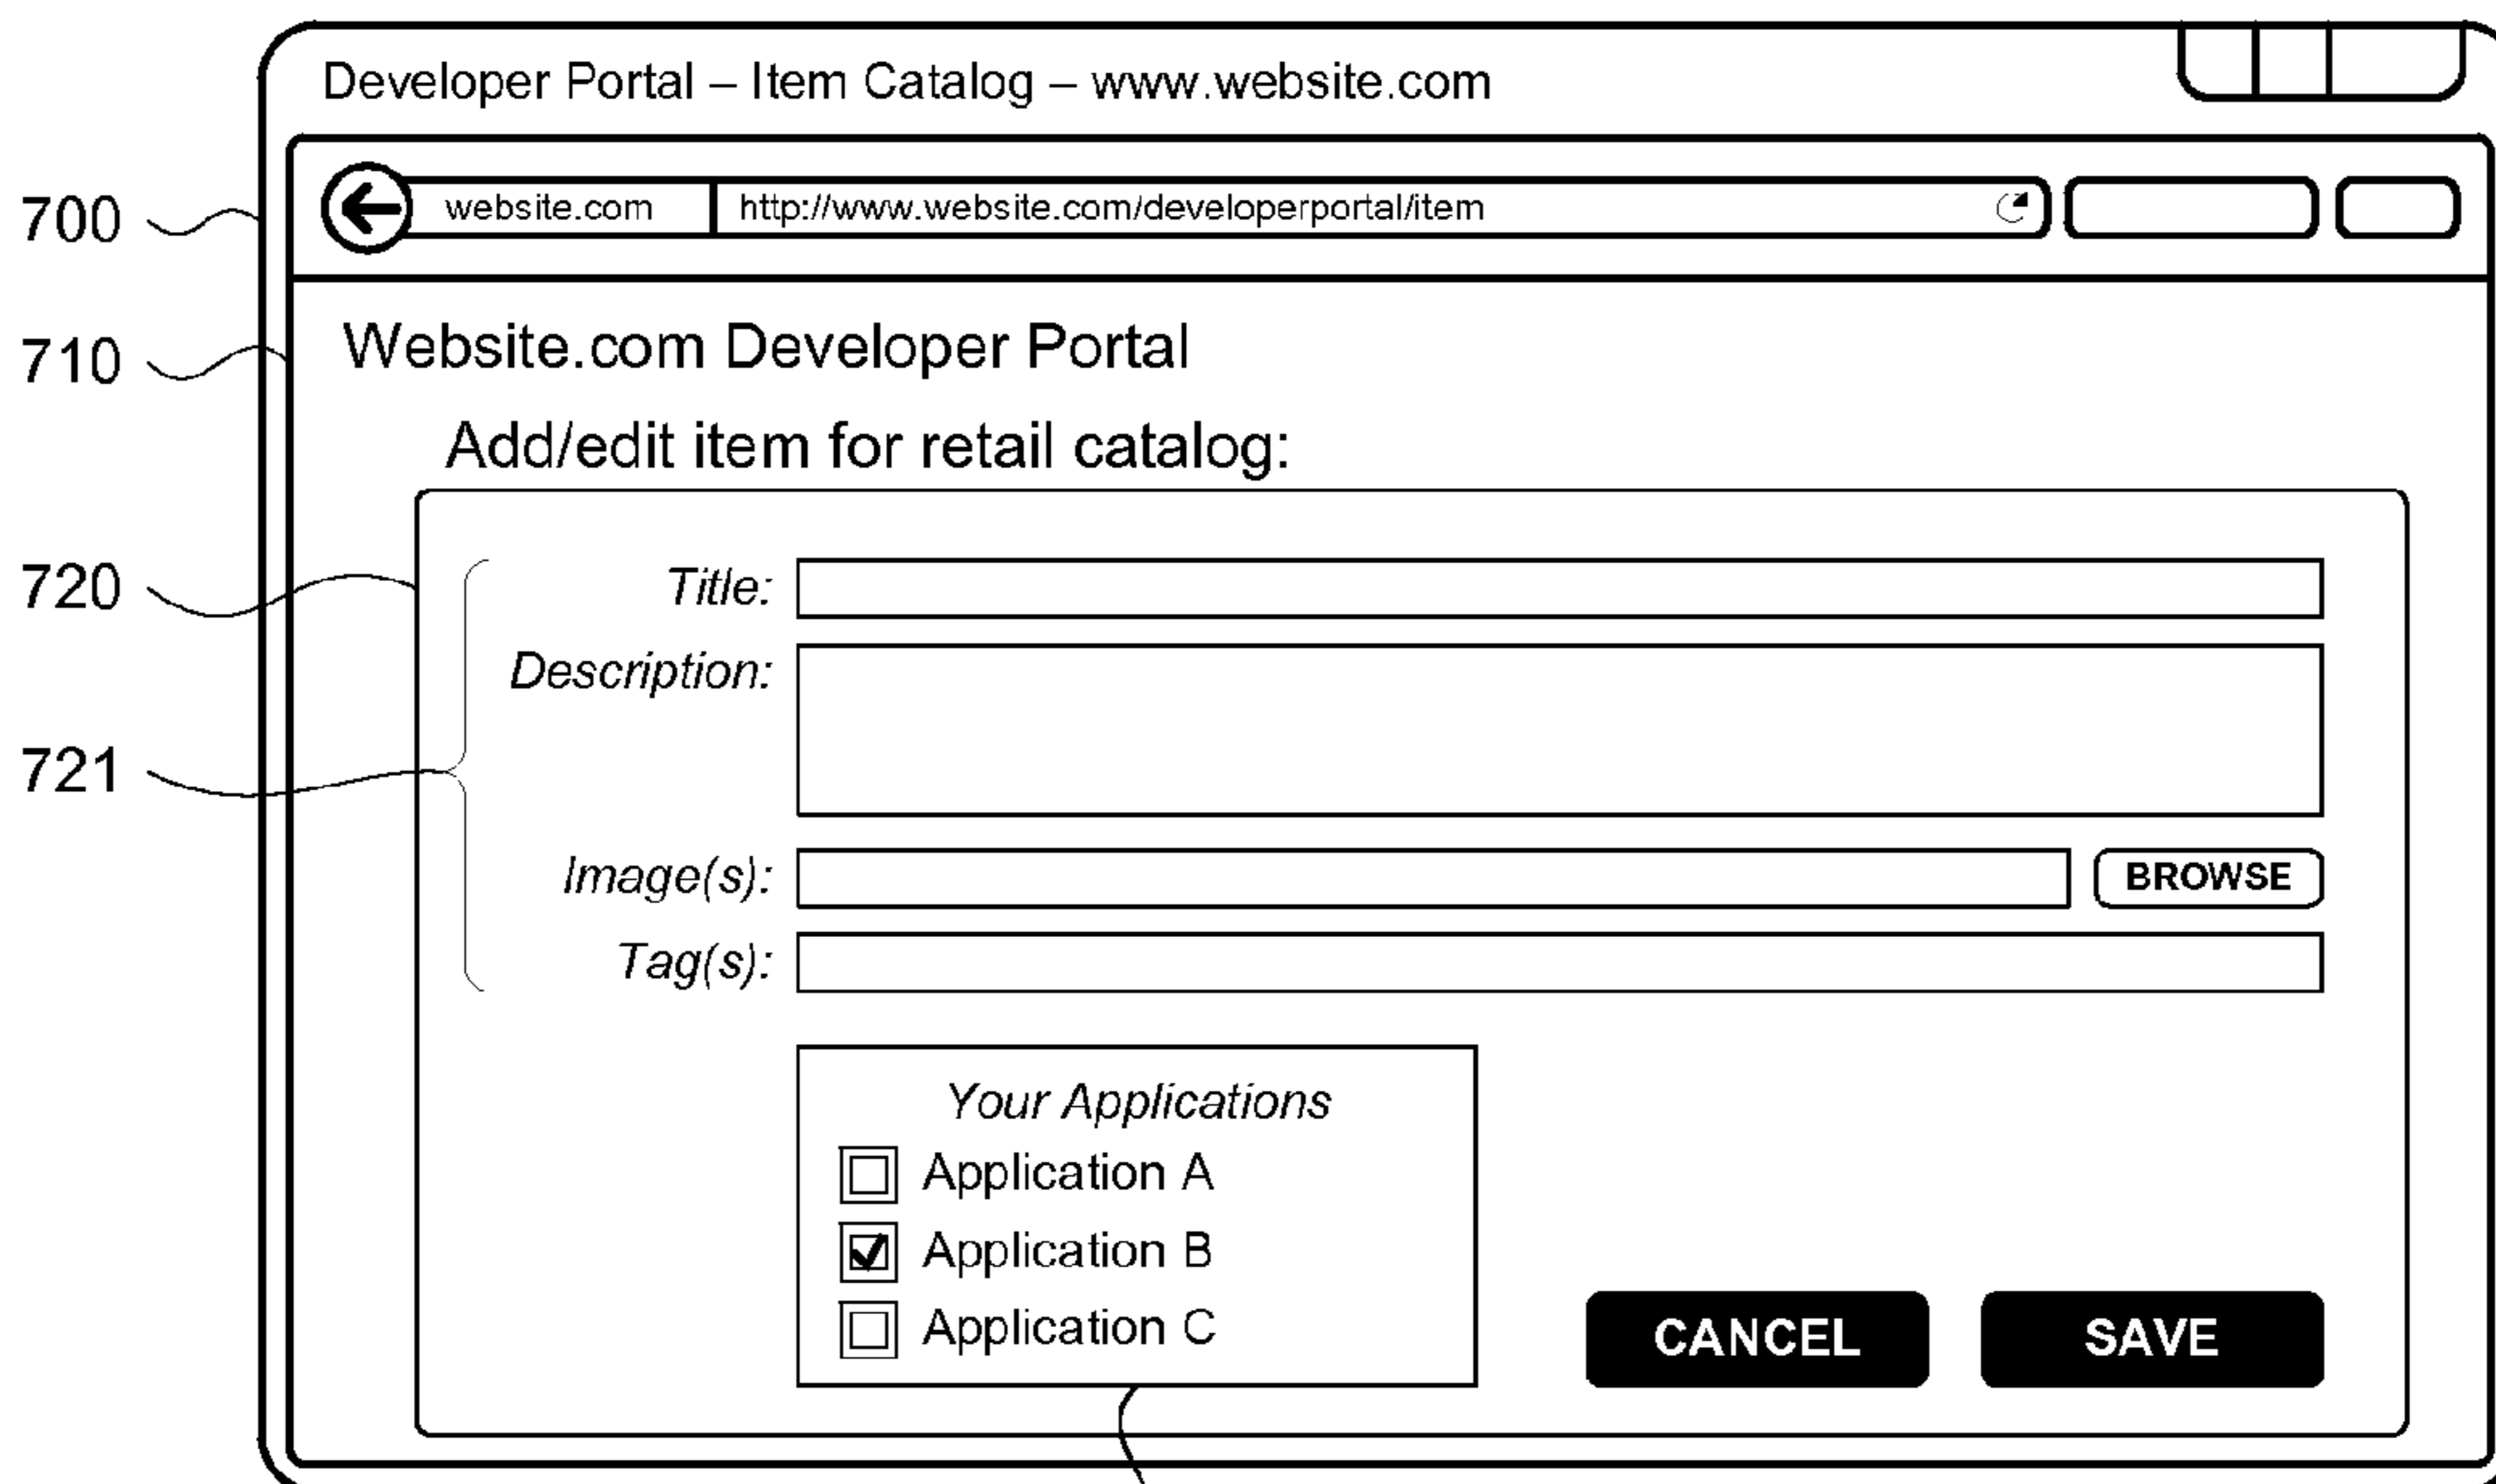 Developer Portal – Item Catalog – www.website.com
700
website.com
http://www.website.com/developerportal/item
710
Website.com Developer Portal
Add/edit item for retail catalog:
720
Title:
Description:
721
Image(s):
BROWSE
Tag(s):
Your Applications
Application A
Application B
Application C
CANCEL
SAVE